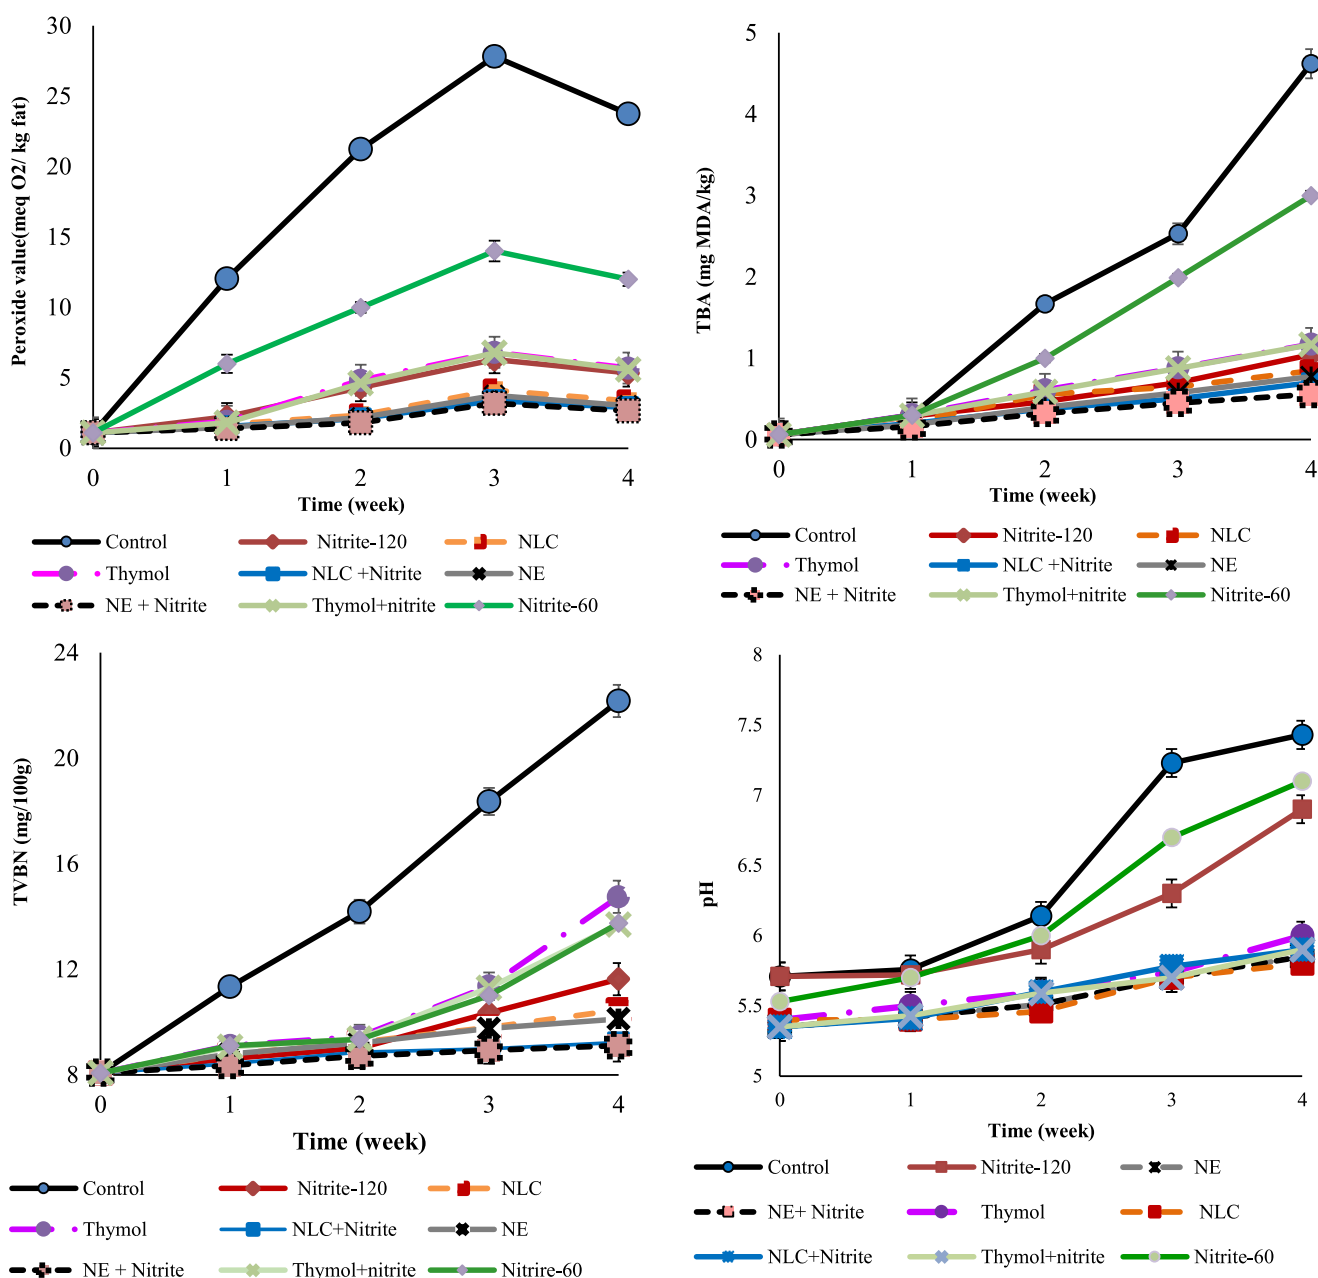 30
25
20
15
10
5
0
Peroxide value(meq O2/ kg fat)
0 1 2 3 4
Time (week)
Control Nitrite-120 NLC
Thymol NLC +Nitrite NE
NE + Nitrite Thymol+nitrite Nitrite-60
5
4
3
2
1
0
TBA (mg MDA/kg)
0 1 2 3 4
Time (week)
Control Nitrite-120 NLC
Thymol NLC +Nitrite NE
NE + Nitrite Thymol+nitrite Nitrite-60
24
20
16
12
8
TVBN (mg/100g)
0 1 2 3 4
Time (week)
Control Nitrite-120 NLC
Thymol NLC+Nitrite NE
NE + Nitrite Thymol+nitrite Nitrire-60
8
7.5
7
6.5
6
5.5
5
pH
0 1 2 3 4
Time (week)
Control Nitrite-120 NE
NE+ Nitrite Thymol NLC
NLC+Nitrite Thymol+nitrite Nitrite-60